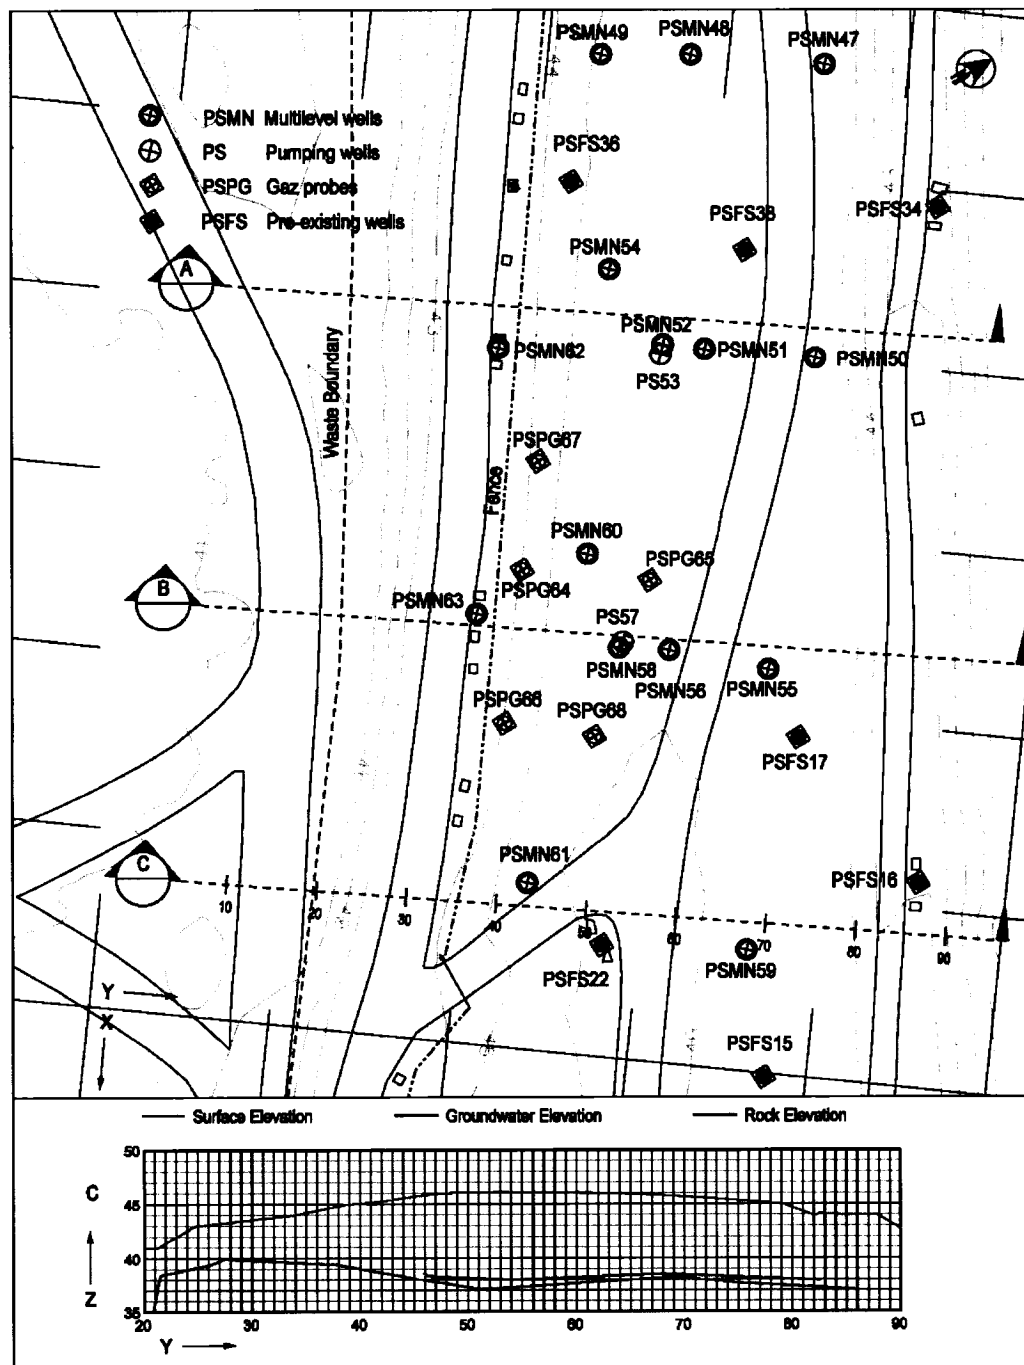 PSMN49
PSMN48
PSMN47
PSMN Multilevel wells
PS Pumping wells
PSPG Gaz probes
PSFS Pre-existing wells
PSFS36
PSFS38
PSFS34
A
PSMN54
PSMN52
PSMN62
PSMN51
PSMN50
PS53
Waste Boundary
PSPG67
Fence
PSMN60
PSPG65
PSPG64
B
PSMN63
PS57
PSMN58
PSMN56
PSMN55
PSPG66
PSPG68
PSFS17
C
PSMN61
PSFS16
10
20
30
40
50
60
70
80
90
PSFS22
PSMN59
Y
X
PSFS15
Surface Elevation Groundwater Elevation Rock Elevation
50
C
45
40
Z
35
20 30 40 50 60 70 80 90
Y